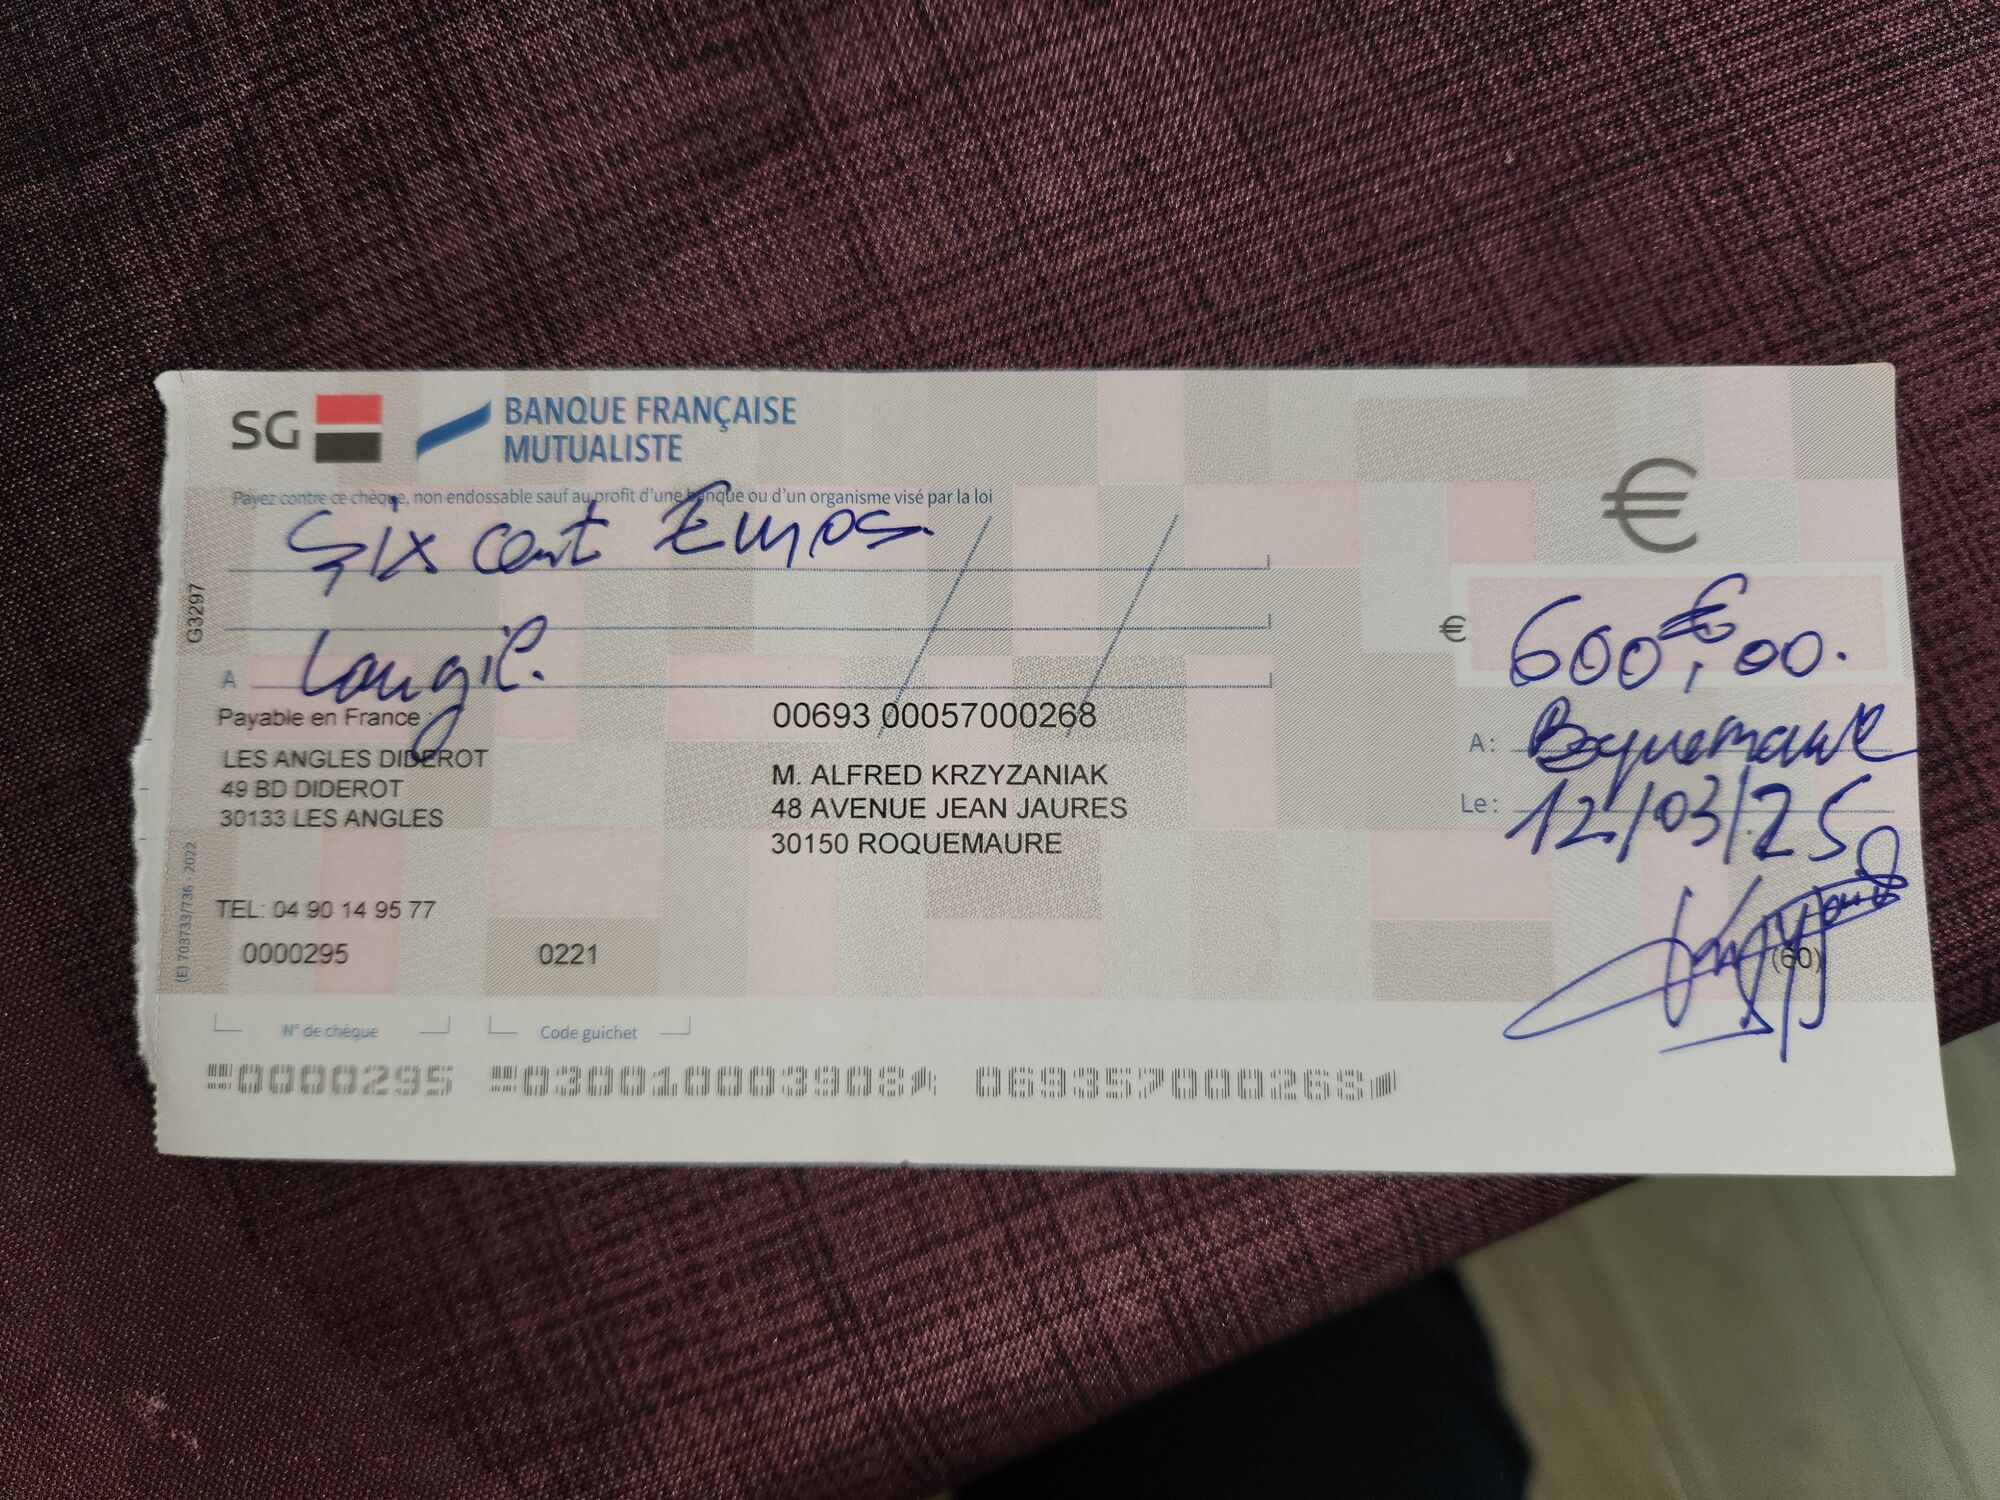 SG BANQUE FRANÇAISE
MUTUALISTE
Payez contre ce chèque, non endossable sauf au profit d'une banque ou d'un organisme visé par la loi
€
Six cent Euros.
G3297
€ 600€,00.
A Langil.
Payable en France
00693 00057000268
A: Roquemaure
LES ANGLES DIDEROT
49 BD DIDEROT
30133 LES ANGLES
M. ALFRED KRZYZANIAK
48 AVENUE JEAN JAURES
30150 ROQUEMAURE
Le: 12/03/25
(E) 703733/736 - 2022
TEL: 04 90 14 95 77
0000295
0221
(60)
N° de chèque
Code guichet
0000295 030010003908 069357000268